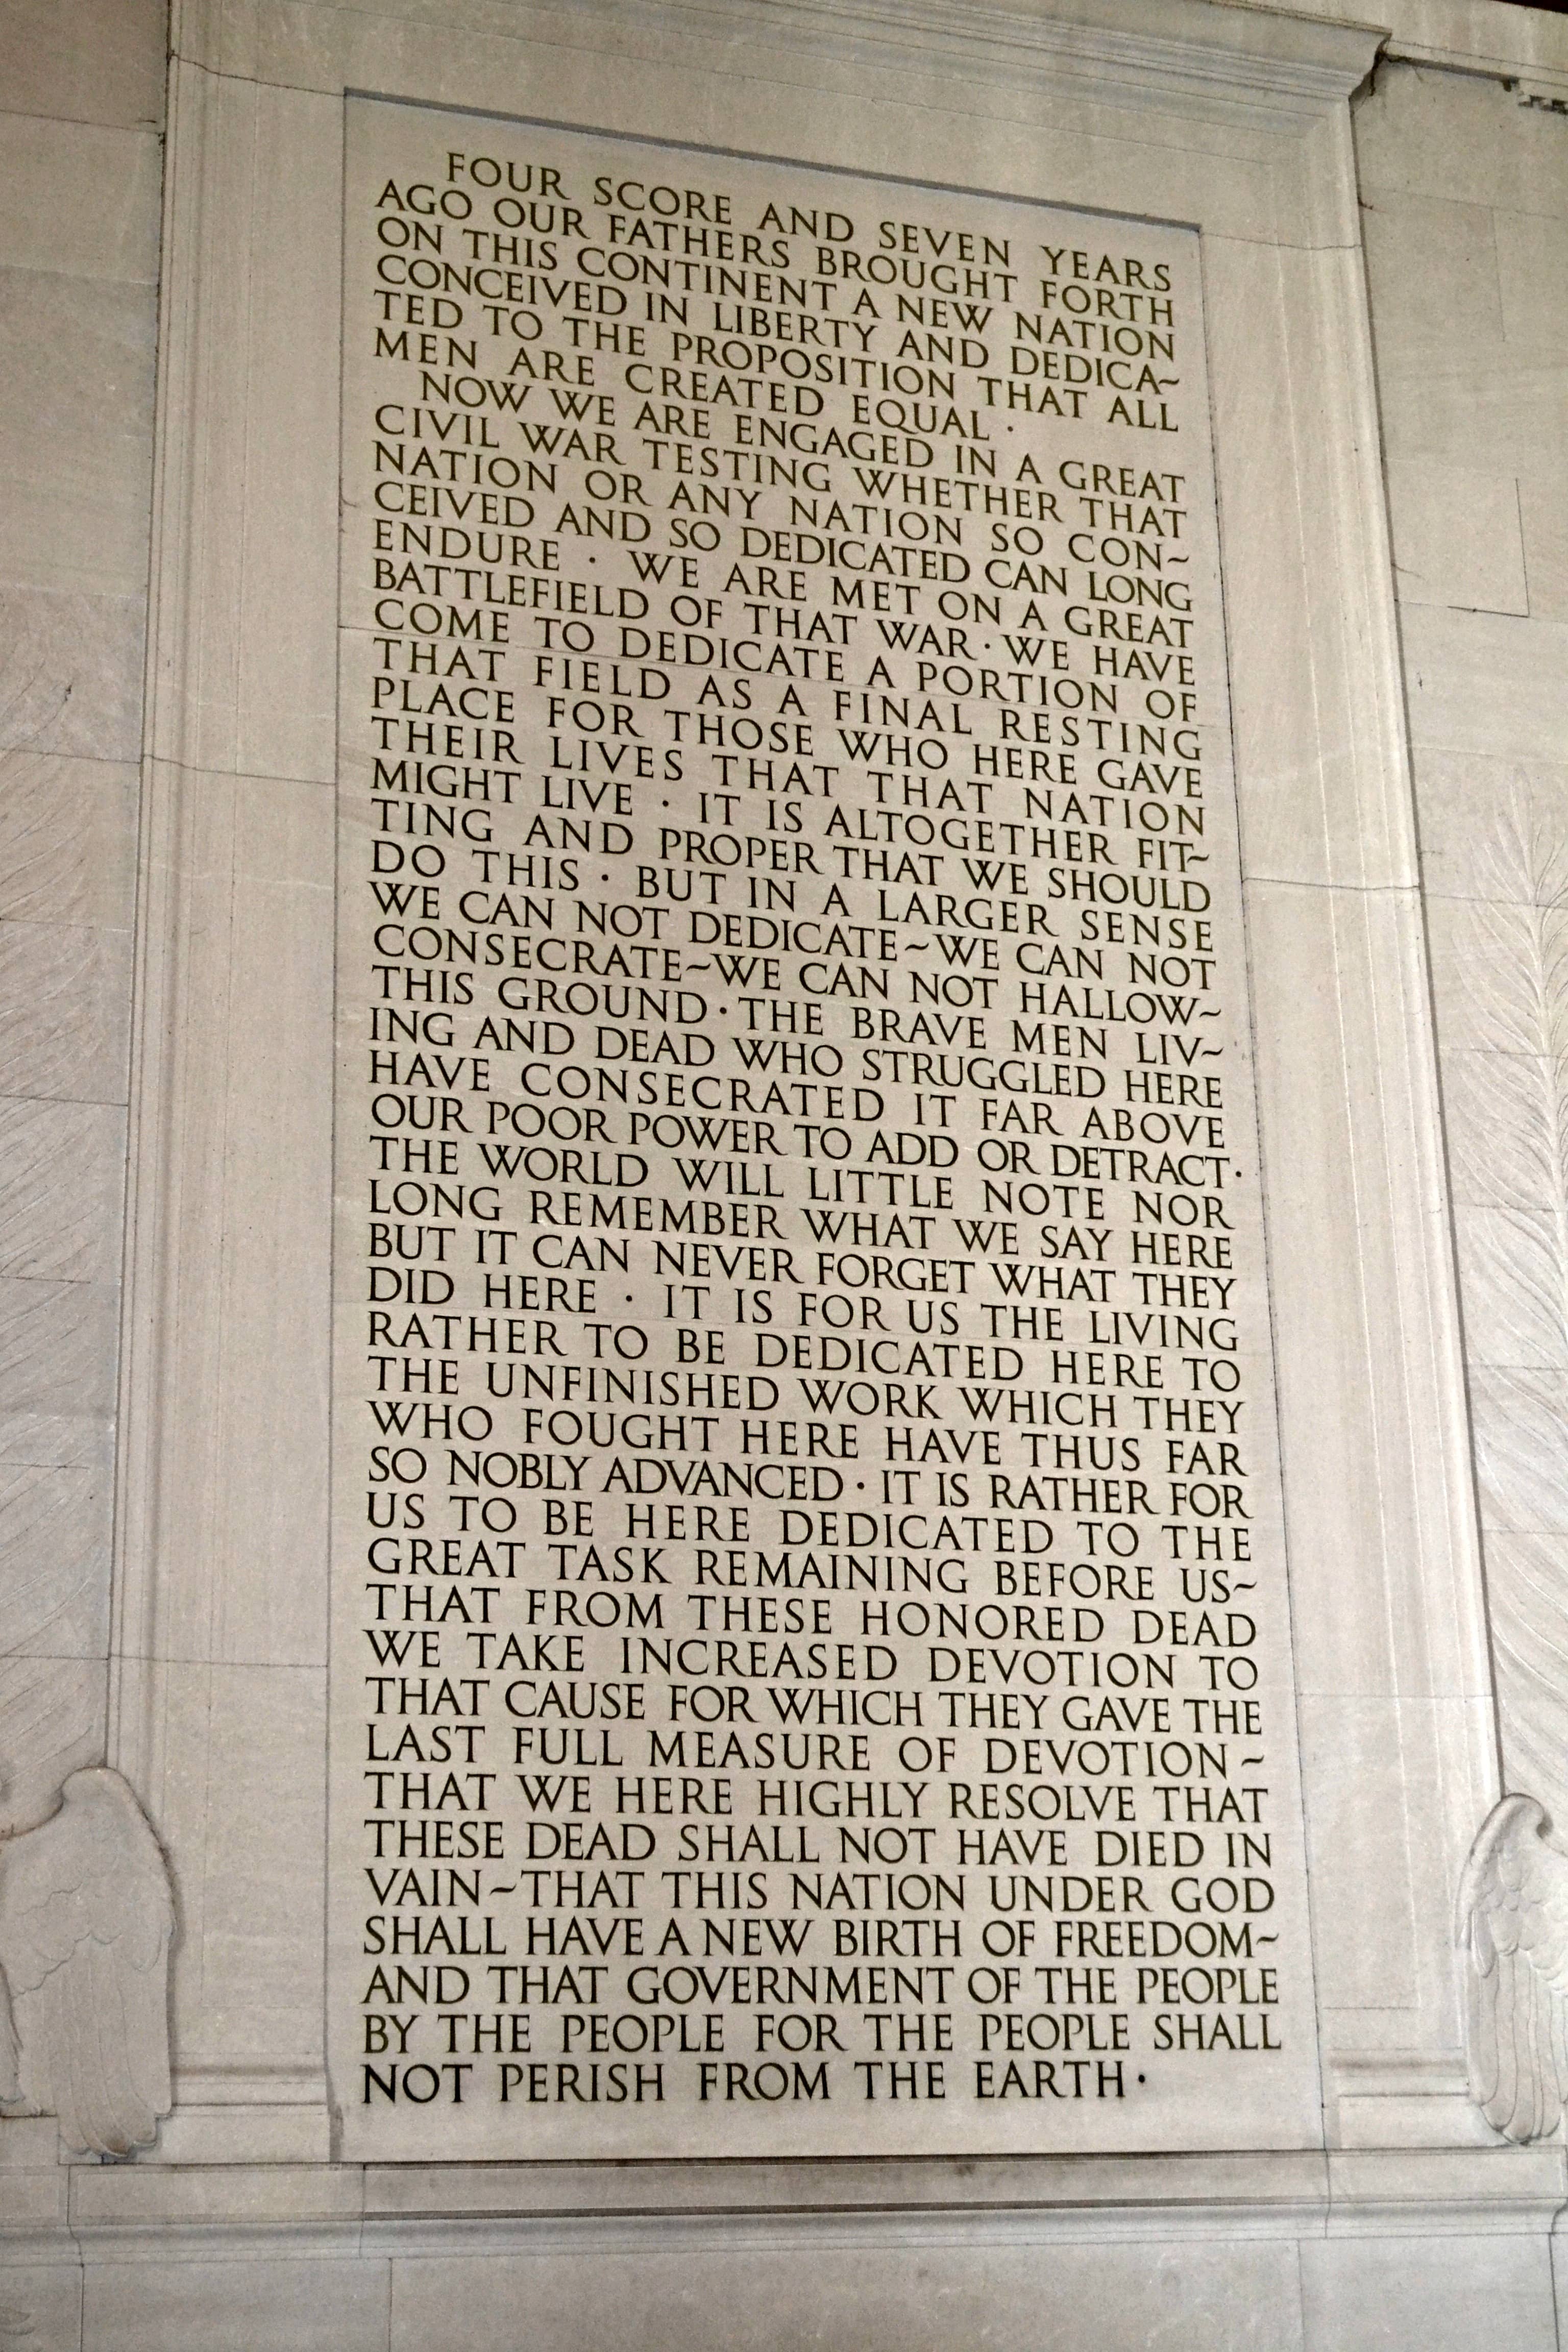 FOUR SCORE AND SEVEN YEARS
AGO OUR FATHERS BROUGHT FORTH
ON THIS CONTINENT A NEW NATION
CONCEIVED IN LIBERTY AND DEDICA~
TED TO THE PROPOSITION THAT ALL
MEN ARE CREATED EQUAL ·
NOW WE ARE ENGAGED IN A GREAT
CIVIL WAR TESTING WHETHER THAT
NATION OR ANY NATION SO CON~
CEIVED AND SO DEDICATED CAN LONG
ENDURE · WE ARE MET ON A GREAT
BATTLEFIELD OF THAT WAR · WE HAVE
COME TO DEDICATE A PORTION OF
THAT FIELD AS A FINAL RESTING
PLACE FOR THOSE WHO HERE GAVE
THEIR LIVES THAT THAT NATION
MIGHT LIVE · IT IS ALTOGETHER FIT~
TING AND PROPER THAT WE SHOULD
DO THIS · BUT IN A LARGER SENSE
WE CAN NOT DEDICATE~WE CAN NOT
CONSECRATE~WE CAN NOT HALLOW~
THIS GROUND · THE BRAVE MEN LIV~
ING AND DEAD WHO STRUGGLED HERE
HAVE CONSECRATED IT FAR ABOVE
OUR POOR POWER TO ADD OR DETRACT ·
THE WORLD WILL LITTLE NOTE NOR
LONG REMEMBER WHAT WE SAY HERE
BUT IT CAN NEVER FORGET WHAT THEY
DID HERE · IT IS FOR US THE LIVING
RATHER TO BE DEDICATED HERE TO
THE UNFINISHED WORK WHICH THEY
WHO FOUGHT HERE HAVE THUS FAR
SO NOBLY ADVANCED · IT IS RATHER FOR
US TO BE HERE DEDICATED TO THE
GREAT TASK REMAINING BEFORE US~
THAT FROM THESE HONORED DEAD
WE TAKE INCREASED DEVOTION TO
THAT CAUSE FOR WHICH THEY GAVE THE
LAST FULL MEASURE OF DEVOTION ~
THAT WE HERE HIGHLY RESOLVE THAT
THESE DEAD SHALL NOT HAVE DIED IN
VAIN~THAT THIS NATION UNDER GOD
SHALL HAVE A NEW BIRTH OF FREEDOM~
AND THAT GOVERNMENT OF THE PEOPLE
BY THE PEOPLE FOR THE PEOPLE SHALL
NOT PERISH FROM THE EARTH ·